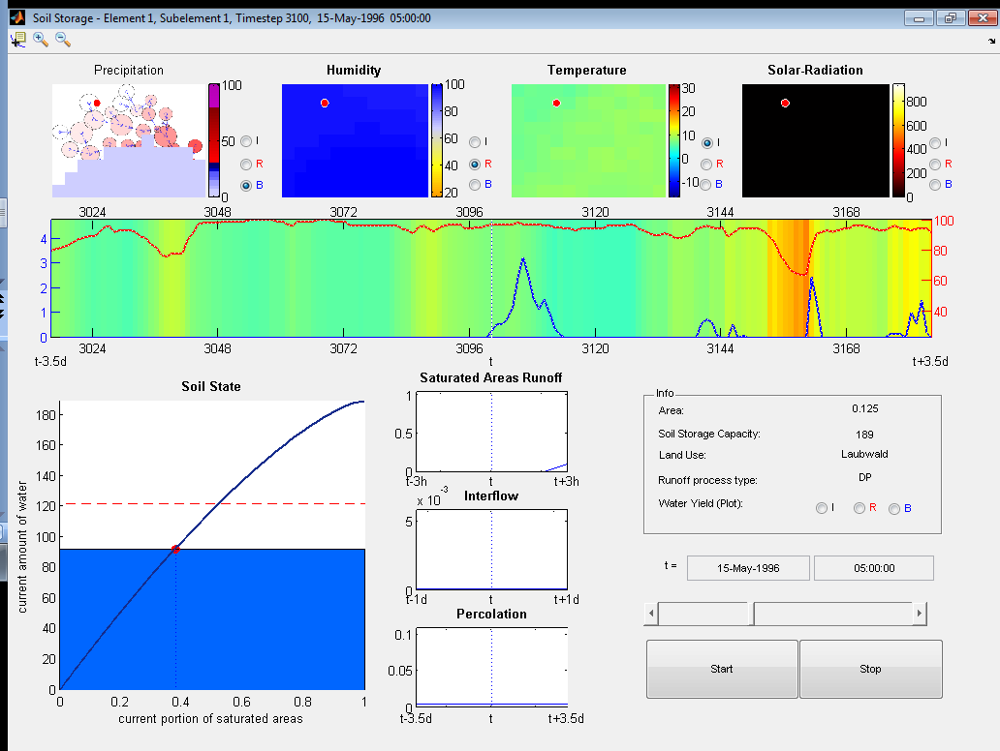 Soil Storage - Element 1, Subelement 1, Timestep 3100,  15-May-1996  05:00:00
Precipitation
Humidity
Temperature
Solar-Radiation
100
50
0
I
R
B
100
80
60
40
20
I
R
B
30
20
10
0
-10
I
R
B
800
600
400
200
0
I
R
B
3024 3048 3072 3096 3120 3144 3168
4
3
2
1
0
100
80
60
40
3024 3048 3072 3096 3120 3144 3168
t-3.5d t t+3.5d
Soil State
180
160
140
120
100
80
60
40
20
0
current amount of water
0 0.2 0.4 0.6 0.8 1
current portion of saturated areas
Saturated Areas Runoff
1
0.5
0
t-3h t t+3h
x 10-3
Interflow
5
0
t-1d t t+1d
Percolation
0.1
0.05
0
t-3.5d t t+3.5d
Info
Area: 0.125
Soil Storage Capacity: 189
Land Use: Laubwald
Runoff process type: DP
Water Yield (Plot): I R B
t = 15-May-1996 05:00:00
Start Stop